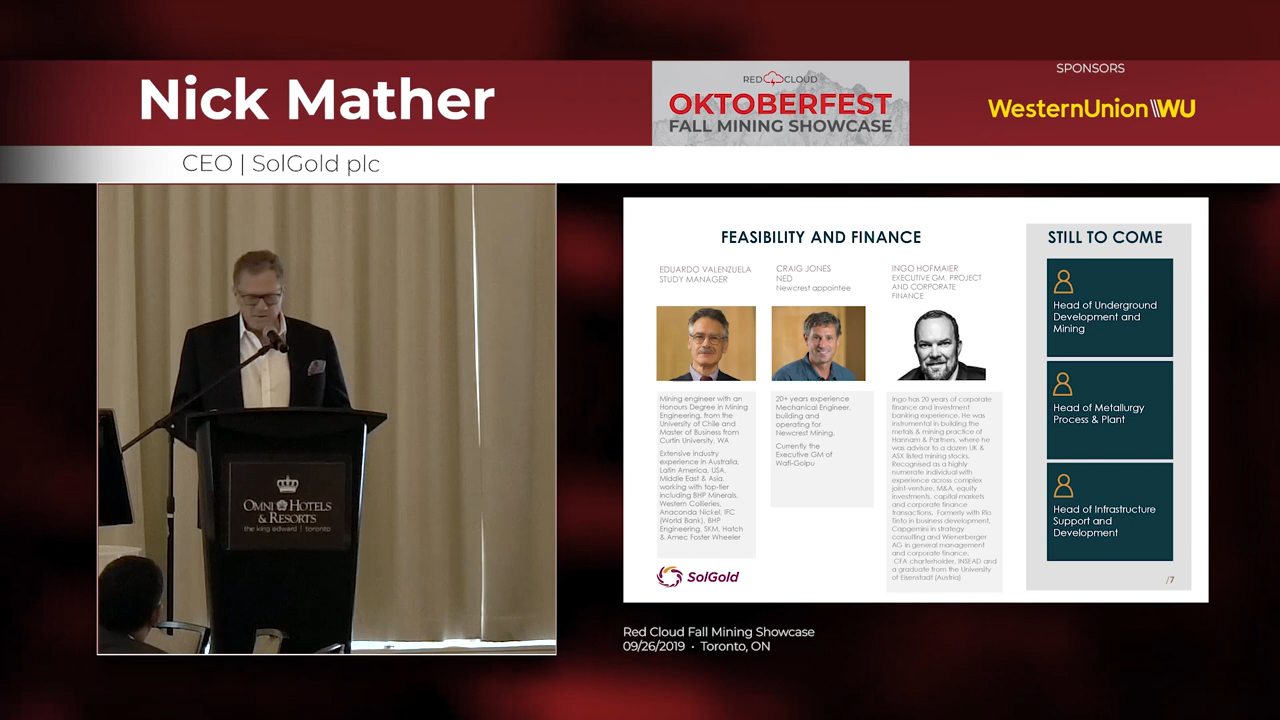 Nick Mather
CEO | SolGold plc
RED CLOUD
OKTOBERFEST
FALL MINING SHOWCASE
SPONSORS
WesternUnion WU
OMNI HOTELS
& RESORTS
the king edward | toronto
FEASIBILITY AND FINANCE
EDUARDO VALENZUELA
STUDY MANAGER
Mining engineer with an
Honours Degree in Mining
Engineering, from the
University of Chile and
Master of Business from
Curtin University, WA
Extensive industry
experience in Australia,
Latin America, USA,
Middle East & Asia,
working with top-tier
including BHP Minerals,
Western Collieries,
Anaconda Nickel, IFC
(World Bank), BHP
Engineering, SKM, Hatch
& Amec Foster Wheeler
CRAIG JONES
NED
Newcrest appointee
20+ years experience
Mechanical Engineer,
building and
operating for
Newcrest Mining.
Currently the
Executive GM of
Wafi-Golpu
INGO HOFMAIER
EXECUTIVE GM, PROJECT
AND CORPORATE
FINANCE
Ingo has 20 years of corporate
finance and investment
banking experience. He was
instrumental in building the
metals & mining practice of
Hannam & Partners, where he
was advisor to a dozen UK &
ASX listed mining stocks.
Recognised as a highly
numerate individual with
experience across complex
joint-venture, M&A, equity
investments, capital markets
and corporate finance
transactions. Formerly with Rio
Tinto in business development,
Capgemini in strategy
consulting and Wienerberger
AG in general management
and corporate finance.
CFA charterholder, INSEAD and
a graduate from the University
of Eisenstadt (Austria)
STILL TO COME
Head of Underground
Development and
Mining
Head of Metallurgy
Process & Plant
Head of Infrastructure
Support and
Development
SolGold
/7
Red Cloud Fall Mining Showcase
09/26/2019 · Toronto, ON